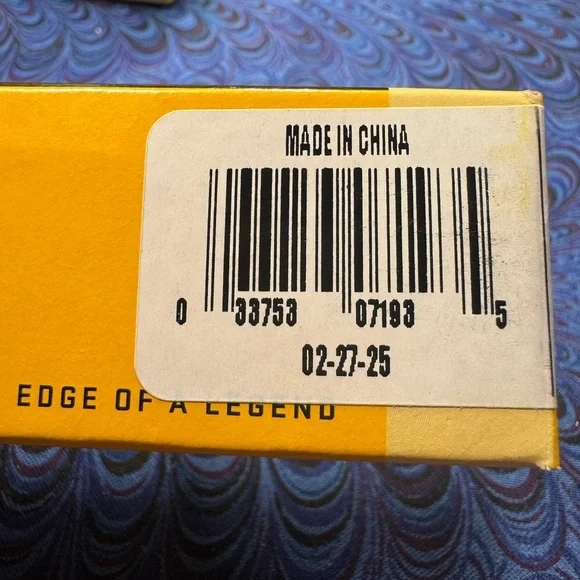 MADE IN CHINA
0 33753 07193 5
02-27-25
EDGE OF A LEGEND